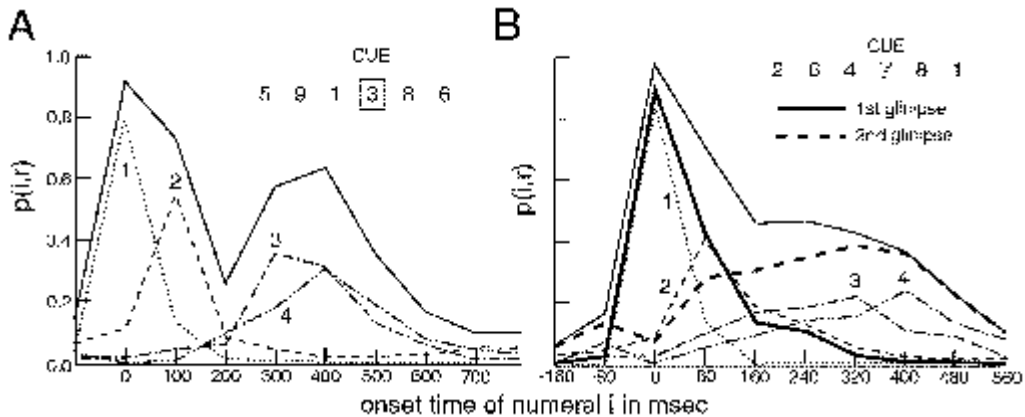 A
B
CUE
5 9 1 3 8 6
CUE
2 6 4 7 8 1
1st glimpse
2nd glimpse
p(i,r)
1.0
0.8
0.6
0.4
0.2
0.0
1
2
3
4
0 100 200 300 400 500 600 700
p(i,r)
1
2
3
4
-160 -80 0 80 160 240 320 400 480 560
onset time of numeral i in msec